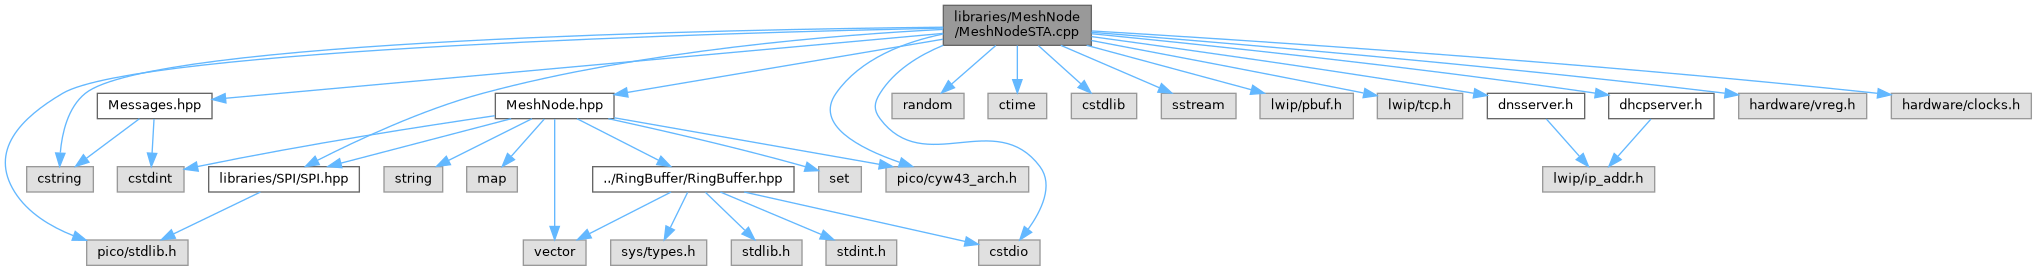 libraries/MeshNode
/MeshNodeSTA.cpp
Messages.hpp
MeshNode.hpp
random
ctime
cstdlib
sstream
lwip/pbuf.h
lwip/tcp.h
dnsserver.h
dhcpserver.h
hardware/vreg.h
hardware/clocks.h
cstring
cstdint
libraries/SPI/SPI.hpp
string
map
../RingBuffer/RingBuffer.hpp
set
pico/cyw43_arch.h
lwip/ip_addr.h
pico/stdlib.h
vector
sys/types.h
stdlib.h
stdint.h
cstdio